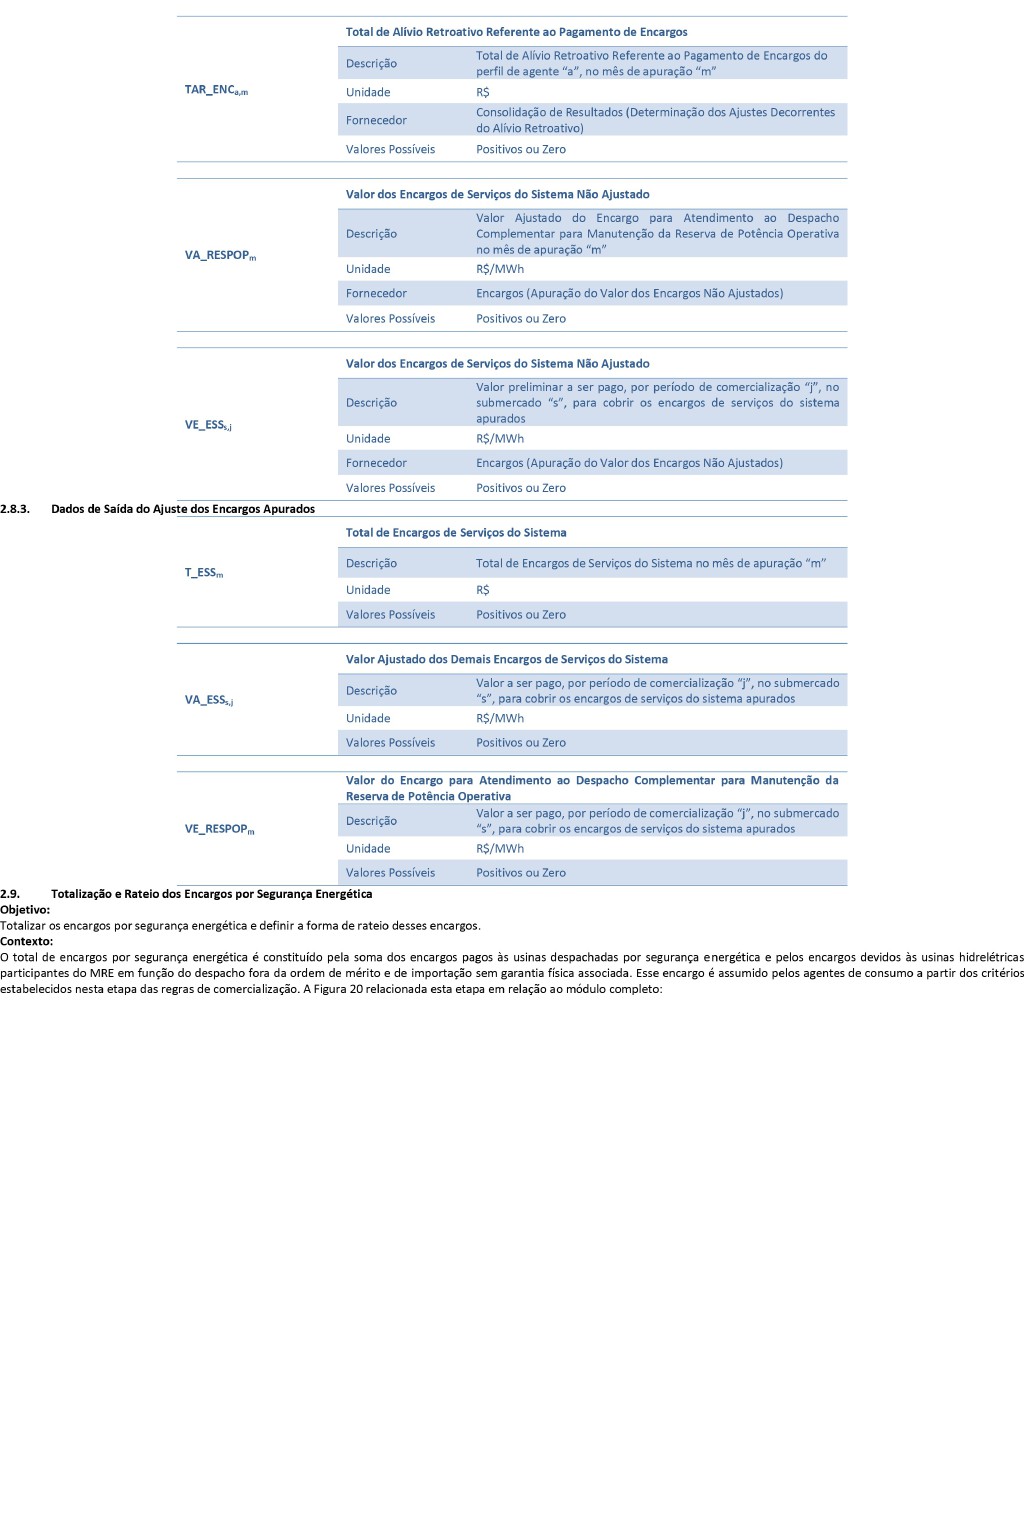 Total de Alívio Retroativo Referente ao Pagamento de Encargos
TAR_ENCa,m
Descrição
Total de Alívio Retroativo Referente ao Pagamento de Encargos do
perfil de agente “a”, no mês de apuração “m”
Unidade R$
Fornecedor
Consolidação de Resultados (Determinação dos Ajustes Decorrentes
do Alívio Retroativo)
Valores Possíveis Positivos ou Zero
Valor dos Encargos de Serviços do Sistema Não Ajustado
VA_RESPOPm
Descrição
Valor Ajustado do Encargo para Atendimento ao Despacho
Complementar para Manutenção da Reserva de Potência Operativa
no mês de apuração “m”
Unidade R$/MWh
Fornecedor Encargos (Apuração do Valor dos Encargos Não Ajustados)
Valores Possíveis Positivos ou Zero
Valor dos Encargos de Serviços do Sistema Não Ajustado
VE_ESSs,j
Descrição
Valor preliminar a ser pago, por período de comercialização “j”, no
submercado “s”, para cobrir os encargos de serviços do sistema
apurados
Unidade R$/MWh
Fornecedor Encargos (Apuração do Valor dos Encargos Não Ajustados)
Valores Possíveis Positivos ou Zero
2.8.3. Dados de Saída do Ajuste dos Encargos Apurados
Total de Encargos de Serviços do Sistema
T_ESSm
Descrição Total de Encargos de Serviços do Sistema no mês de apuração “m”
Unidade R$
Valores Possíveis Positivos ou Zero
Valor Ajustado dos Demais Encargos de Serviços do Sistema
VA_ESSs,j
Descrição
Valor a ser pago, por período de comercialização “j”, no submercado
“s”, para cobrir os encargos de serviços do sistema apurados
Unidade R$/MWh
Valores Possíveis Positivos ou Zero
Valor do Encargo para Atendimento ao Despacho Complementar para Manutenção da
Reserva de Potência Operativa
VE_RESPOPm
Descrição
Valor a ser pago, por período de comercialização “j”, no submercado
“s”, para cobrir os encargos de serviços do sistema apurados
Unidade R$/MWh
Valores Possíveis Positivos ou Zero
2.9. Totalização e Rateio dos Encargos por Segurança Energética
Objetivo:
Totalizar os encargos por segurança energética e definir a forma de rateio desses encargos.
Contexto:
O total de encargos por segurança energética é constituído pela soma dos encargos pagos às usinas despachadas por segurança energética e pelos encargos devidos às usinas hidrelétricas
participantes do MRE em função do despacho fora da ordem de mérito e de importação sem garantia física associada. Esse encargo é assumido pelos agentes de consumo a partir dos critérios
estabelecidos nesta etapa das regras de comercialização. A Figura 20 relacionada esta etapa em relação ao módulo completo: